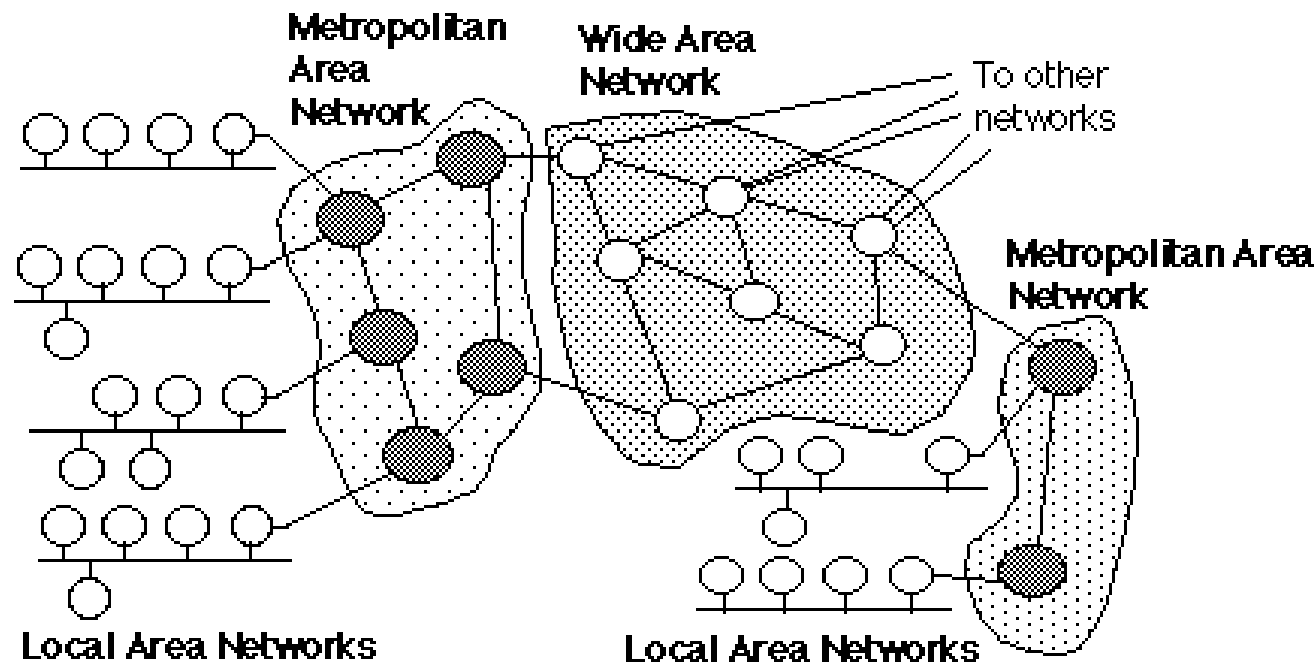 Metropolitan
Area
Network
Wide Area
Network
To other
networks
Metropolitan Area
Network
Local Area Networks
Local Area Networks